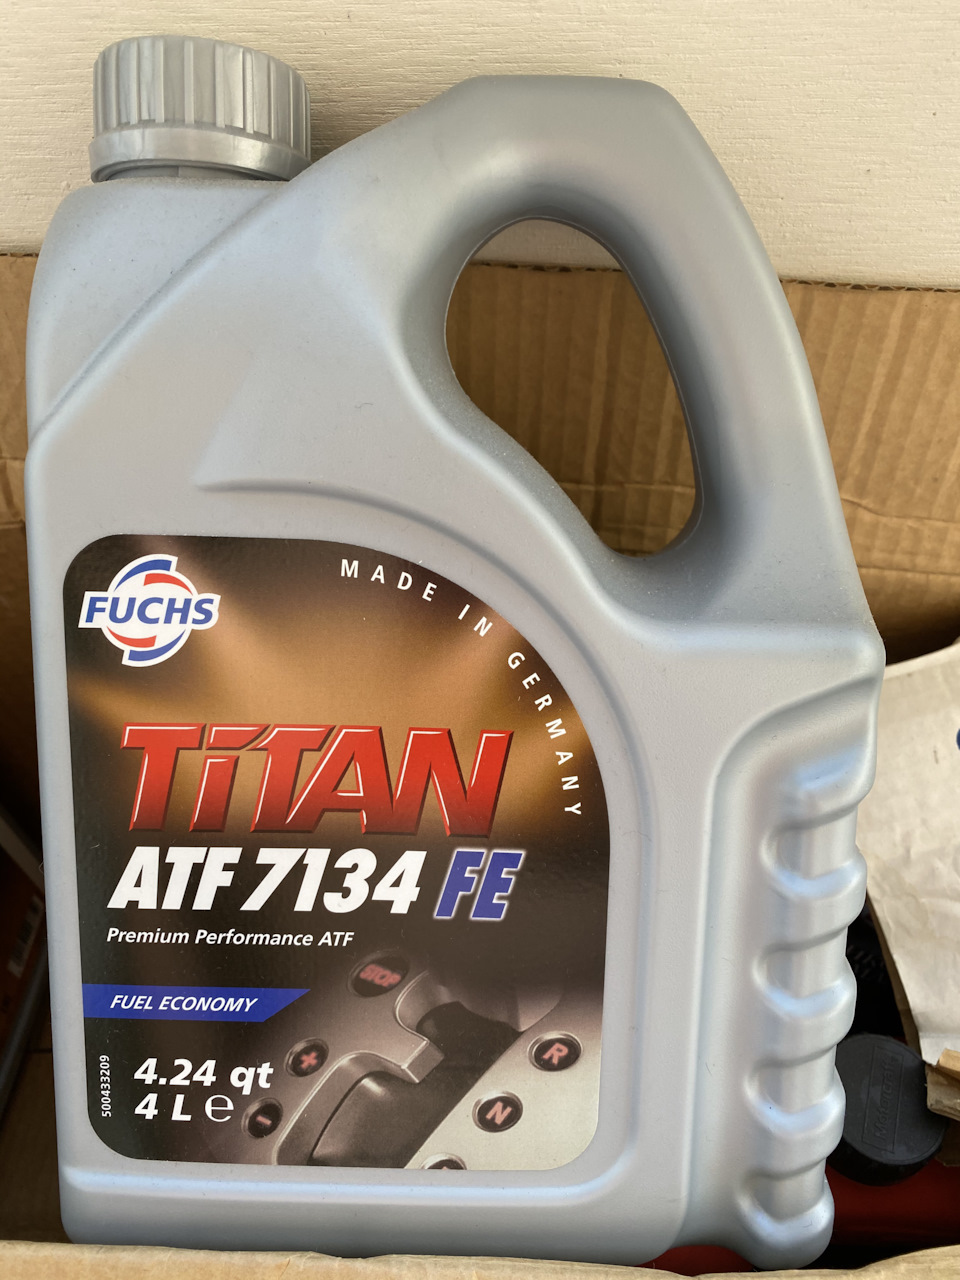 FUCHS
MADE IN GERMANY
TiTAN
ATF 7134 FE
Premium Performance ATF
FUEL ECONOMY
STOP
+
R
-
N
500433209
4.24 qt
4 L ℮